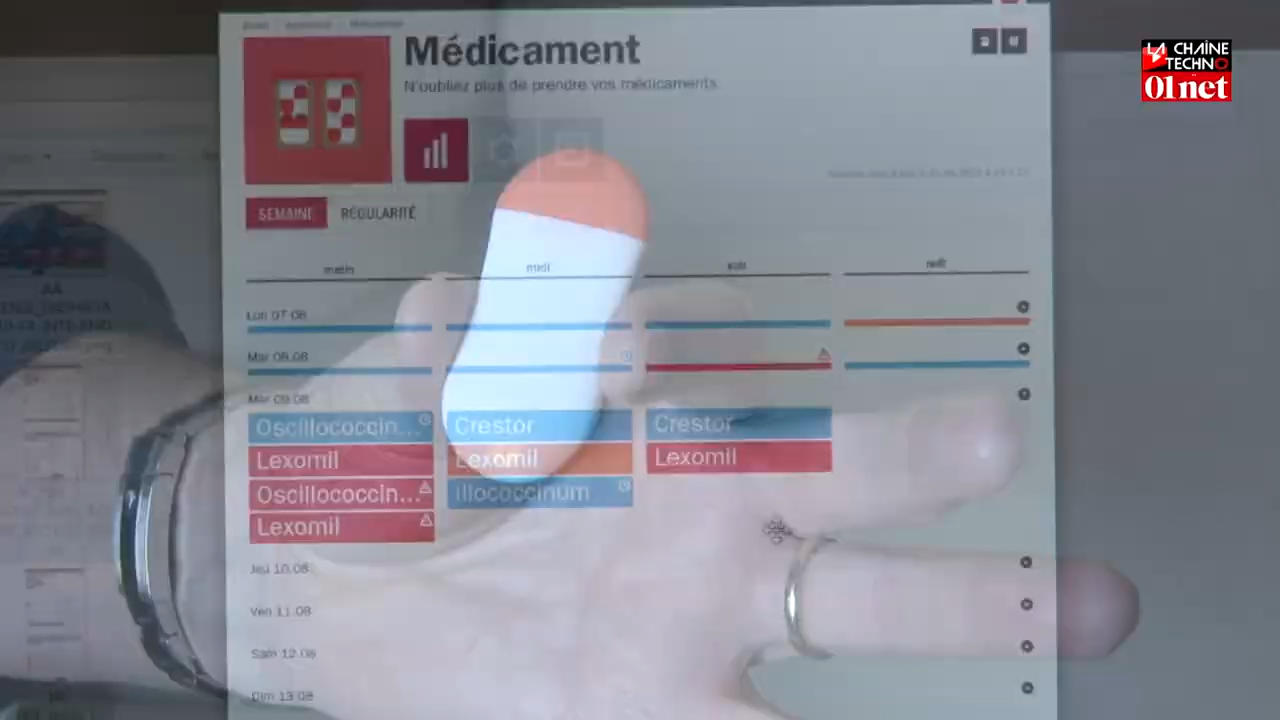 Médicament
N'oubliez plus de prendre vos médicaments
LA CHAÎNE
TECHNO
01net
SEMAINE RÉGULARITÉ
matin midi soir nuit
Lun 07.08
Mar 08.08
Mer 09.08
Oscillococcin... Crestor Crestor
Lexomil Lexomil Lexomil
Oscillococcin... illococcinum
Lexomil
Jeu 10.08
Ven 11.08
Sam 12.08
Dim 13.08